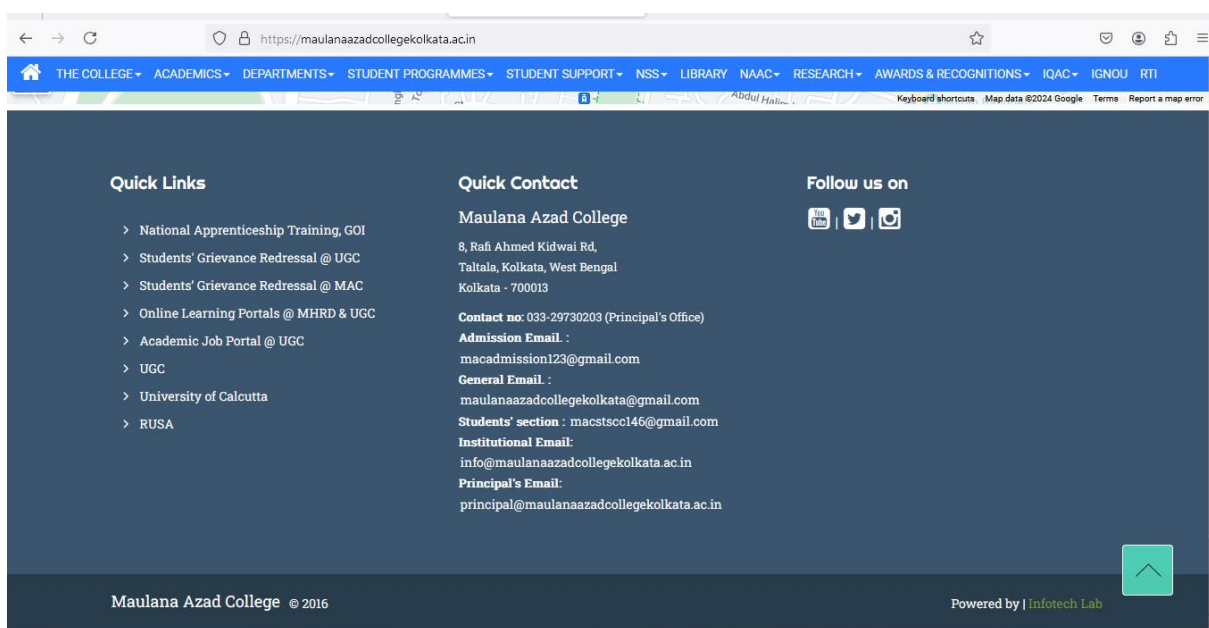 https://maulanaazadcollegekolkata.ac.in
THE COLLEGE ACADEMICS DEPARTMENTS STUDENT PROGRAMMES STUDENT SUPPORT NSS LIBRARY NAAC RESEARCH AWARDS & RECOGNITIONS IQAC IGNOU RTI
Abdul Halim
Keyboard shortcuts Map data ©2024 Google Terms Report a map error
Quick Links
National Apprenticeship Training, GOI
Students' Grievance Redressal @ UGC
Students' Grievance Redressal @ MAC
Online Learning Portals @ MHRD & UGC
Academic Job Portal @ UGC
UGC
University of Calcutta
RUSA
Quick Contact
Maulana Azad College
8, Rafi Ahmed Kidwai Rd,
Taltala, Kolkata, West Bengal
Kolkata - 700013
Contact no: 033-29730203 (Principal's Office)
Admission Email. :
macadmission123@gmail.com
General Email. :
maulanaazadcollegekolkata@gmail.com
Students' section : macstscc146@gmail.com
Institutional Email:
info@maulanaazadcollegekolkata.ac.in
Principal's Email:
principal@maulanaazadcollegekolkata.ac.in
Follow us on
You Tube | |
Maulana Azad College © 2016
Powered by | Infotech Lab